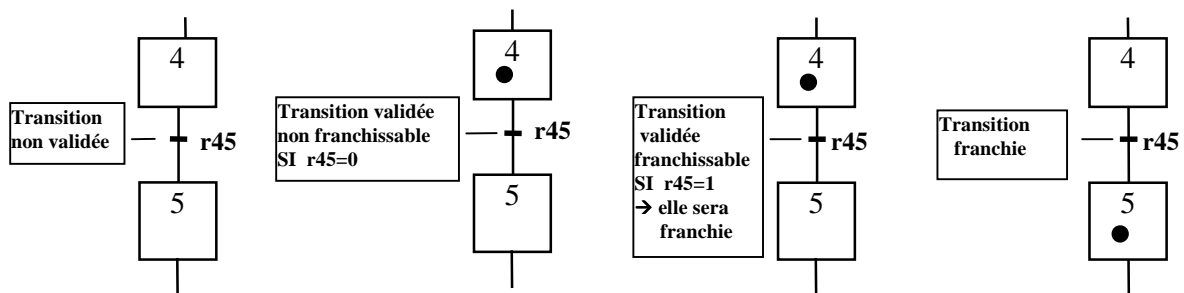 4
Transition
non validée
r45
5
4
Transition validée
non franchissable
SI r45=0
r45
5
4
Transition
validée
franchissable
SI r45=1
→ elle sera
franchie
r45
5
4
Transition
franchie
r45
5